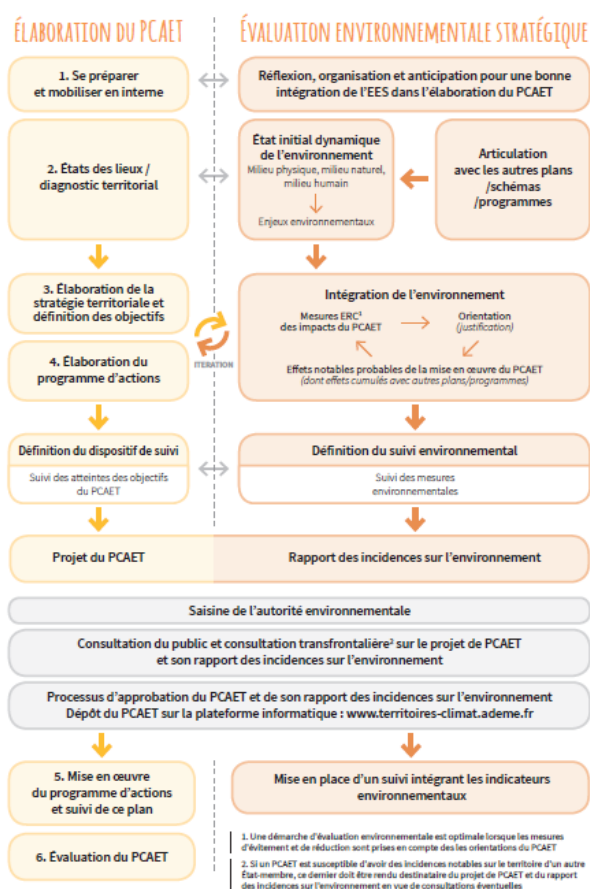 ÉLABORATION DU PCAET
ÉVALUATION ENVIRONNEMENTALE STRATÉGIQUE
1. Se préparer
et mobiliser en interne
Réflexion, organisation et anticipation pour une bonne
intégration de l'EES dans l'élaboration du PCAET
2. États des lieux /
diagnostic territorial
État initial dynamique
de l'environnement
Milieu physique, milieu naturel,
milieu humain
Enjeux environnementaux
Articulation
avec les autres plans
/schémas
/programmes
3. Élaboration de la
stratégie territoriale et
définition des objectifs
4. Élaboration du
programme d'actions
ITERATION
Intégration de l'environnement
Mesures ERC¹
des impacts du PCAET
Orientation
(justification)
Effets notables probables de la mise en œuvre du PCAET
(dont effets cumulés avec autres plans/programmes)
Définition du dispositif de suivi
Suivi des atteintes des objectifs
du PCAET
Définition du suivi environnemental
Suivi des mesures
environnementales
Projet du PCAET
Rapport des incidences sur l'environnement
Saisine de l'autorité environnementale
Consultation du public et consultation transfrontalière² sur le projet de PCAET
et son rapport des incidences sur l'environnement
Processus d'approbation du PCAET et de son rapport des incidences sur l'environnement
Dépôt du PCAET sur la plateforme informatique : www.territoires-climat.ademe.fr
5. Mise en œuvre
du programme d'actions
et suivi de ce plan
Mise en place d'un suivi intégrant les indicateurs
environnementaux
6. Évaluation du PCAET
1. Une démarche d'évaluation environnementale est optimale lorsque les mesures
d'évitement et de réduction sont prises en compte des les orientations du PCAET
2. Si un PCAET est susceptible d'avoir des incidences notables sur le territoire d'un autre
État-membre, ce dernier doit être rendu destinataire du projet de PCAET et du rapport
des incidences sur l'environnement en vue de consultations éventuelles